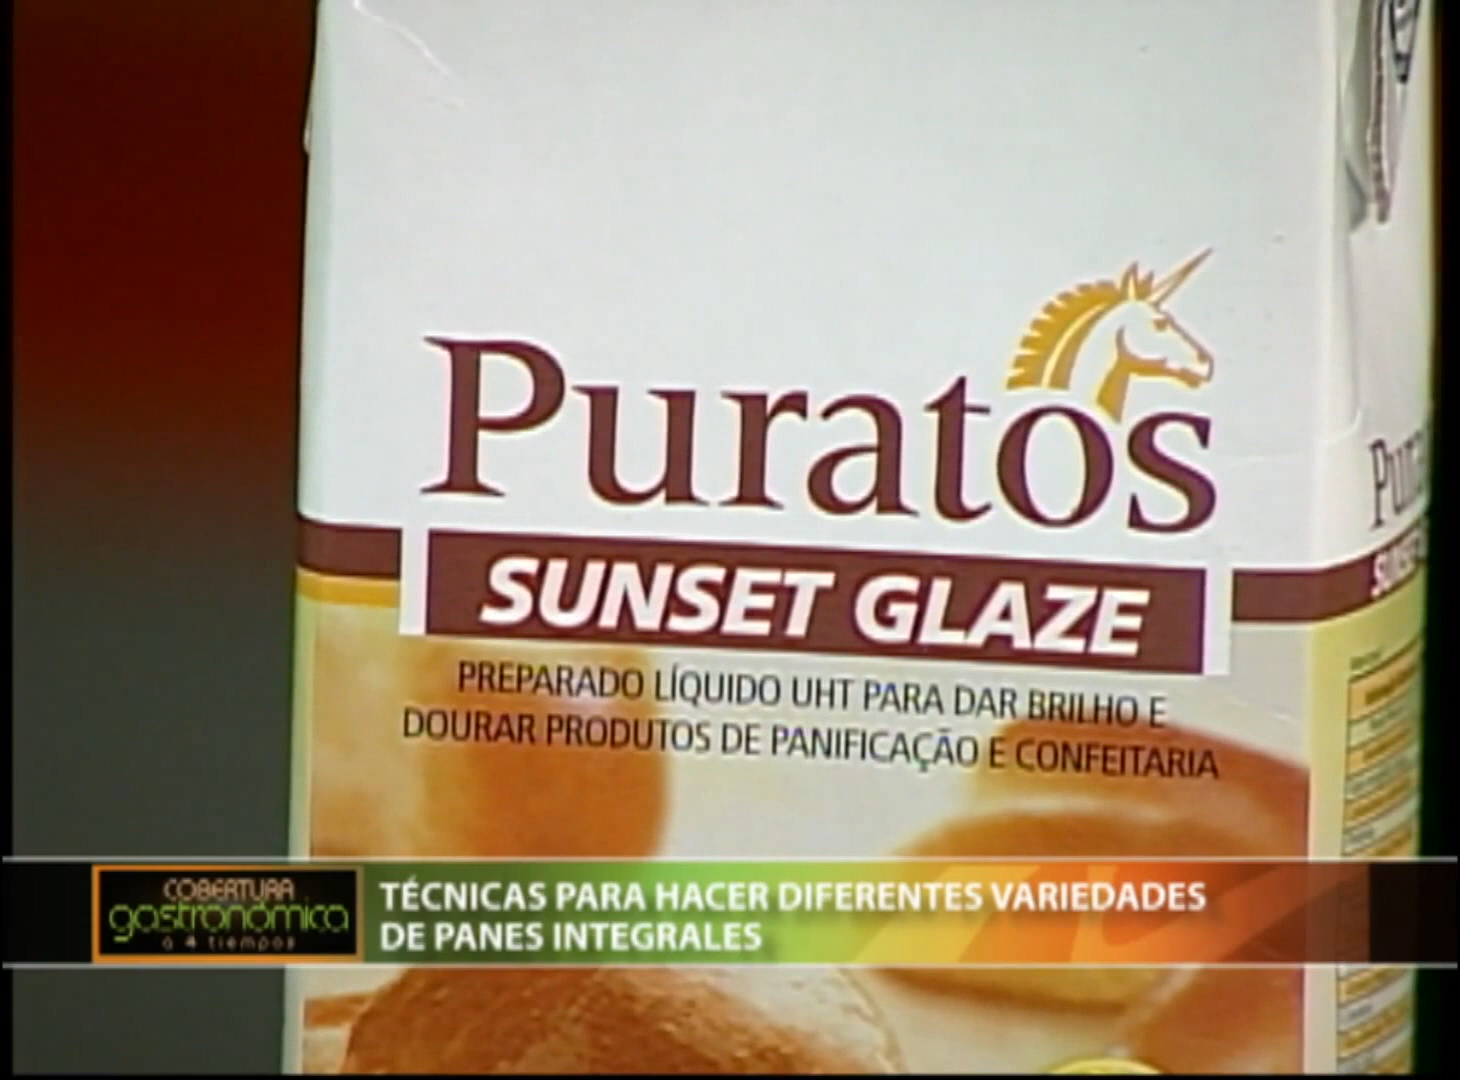 Puratos
SUNSET GLAZE
PREPARADO LÍQUIDO UHT PARA DAR BRILHO E
DOURAR PRODUTOS DE PANIFICAÇÃO E CONFEITARIA
COBERTURA
gastronómica
a 4 tiempos
TÉCNICAS PARA HACER DIFERENTES VARIEDADES
DE PANES INTEGRALES